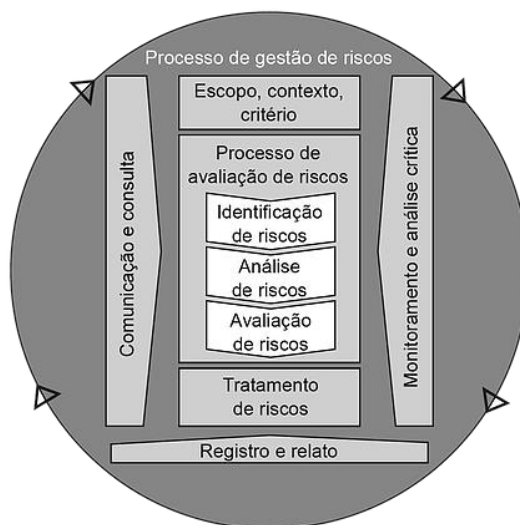 Processo de gestão de riscos
Escopo, contexto,
critério
Processo de
avaliação de riscos
Identificação
de riscos
Análise
de riscos
Avaliação
de riscos
Tratamento
de riscos
Comunicação e consulta
Monitoramento e análise crítica
Registro e relato